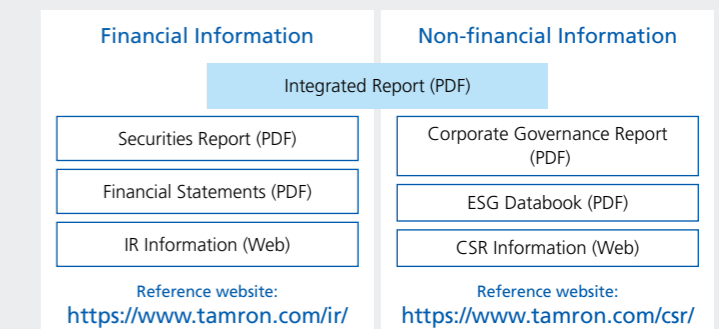 Financial Information
Non-financial Information
Integrated Report (PDF)
Securities Report (PDF)
Financial Statements (PDF)
IR Information (Web)
Reference website:
https://www.tamron.com/ir/
Corporate Governance Report
(PDF)
ESG Databook (PDF)
CSR Information (Web)
Reference website:
https://www.tamron.com/csr/